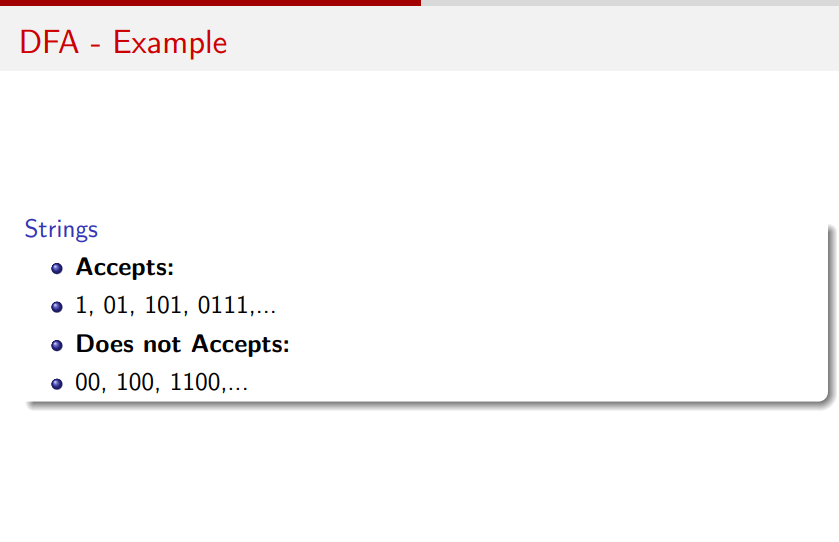 DFA - Example
Strings
Accepts:
1, 01, 101, 0111,...
Does not Accepts:
00, 100, 1100,...